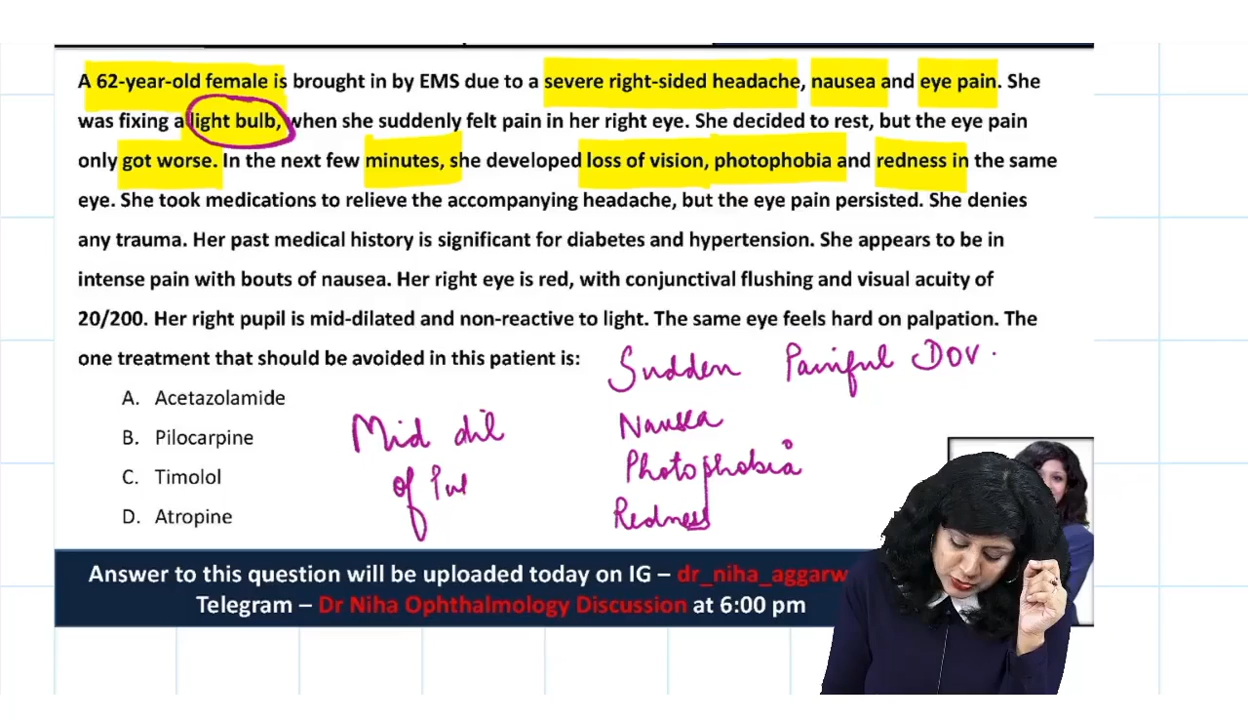 A 62-year-old female is brought in by EMS due to a severe right-sided headache, nausea and eye pain. She
was fixing a light bulb, when she suddenly felt pain in her right eye. She decided to rest, but the eye pain
only got worse. In the next few minutes, she developed loss of vision, photophobia and redness in the same
eye. She took medications to relieve the accompanying headache, but the eye pain persisted. She denies
any trauma. Her past medical history is significant for diabetes and hypertension. She appears to be in
intense pain with bouts of nausea. Her right eye is red, with conjunctival flushing and visual acuity of
20/200. Her right pupil is mid-dilated and non-reactive to light. The same eye feels hard on palpation. The
one treatment that should be avoided in this patient is:
Sudden Painful DOV.
A. Acetazolamide
B. Pilocarpine
C. Timolol
D. Atropine
Mid dil
of Pu
Nausea
Photophobia
Redness
Answer to this question will be uploaded today on IG – dr_niha_aggarw
Telegram – Dr Niha Ophthalmology Discussion at 6:00 pm